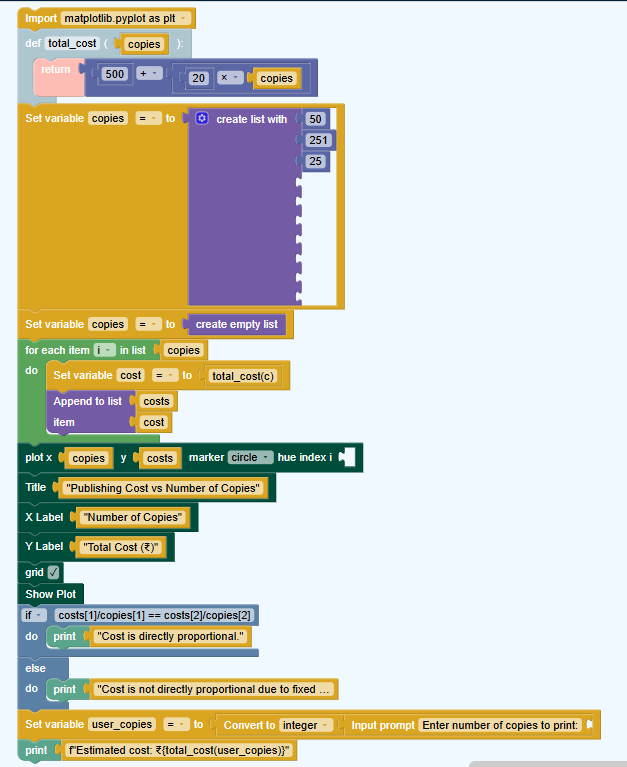 Import matplotlib.pyplot as plt
def total_cost ( copies ):
return 500 + 20 × copies
Set variable copies = to create list with 50
251
25
Set variable copies = to create empty list
for each item i in list copies
do Set variable cost = to total_cost(c)
Append to list costs
item cost
plot x copies y costs marker circle hue index i
Title "Publishing Cost vs Number of Copies"
X Label "Number of Copies"
Y Label "Total Cost (₹)"
grid
Show Plot
if costs[1]/copies[1] == costs[2]/copies[2]
do print "Cost is directly proportional."
else
do print "Cost is not directly proportional due to fixed ...
Set variable user_copies = to Convert to integer Input prompt Enter number of copies to print:
print f"Estimated cost: ₹{total_cost(user_copies)}"